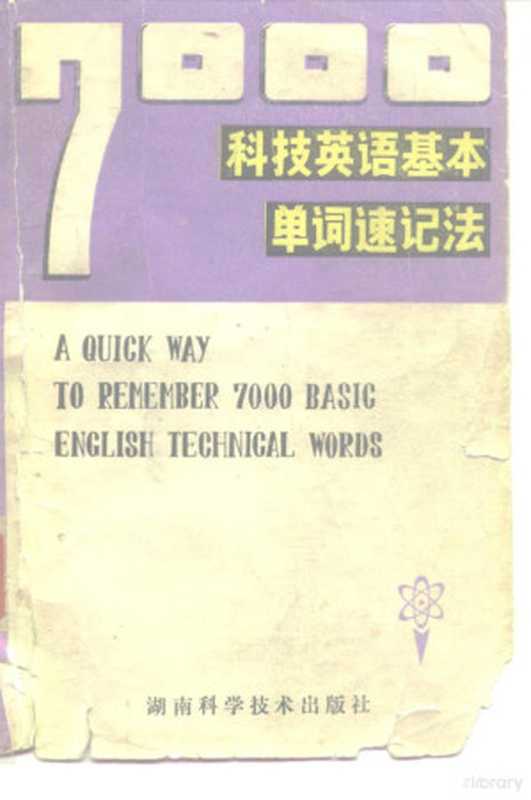 7000
科技英语基本
单词速记法
A QUICK WAY
TO REMEMBER 7000 BASIC
ENGLISH TECHNICAL WORDS
湖南科学技术出版社